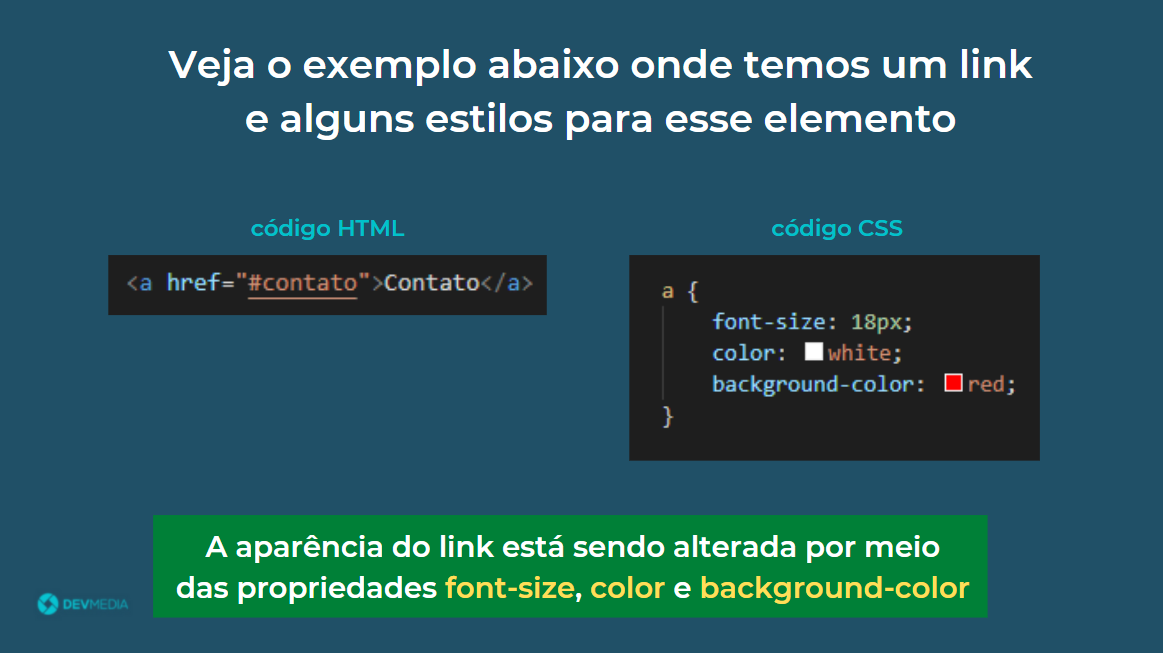 Veja o exemplo abaixo onde temos um link
e alguns estilos para esse elemento
código HTML
<a href="#contato">Contato</a>
código CSS
a {
font-size: 18px;
color: white;
background-color: red;
}
A aparência do link está sendo alterada por meio
das propriedades font-size, color e background-color
DEVMEDIA